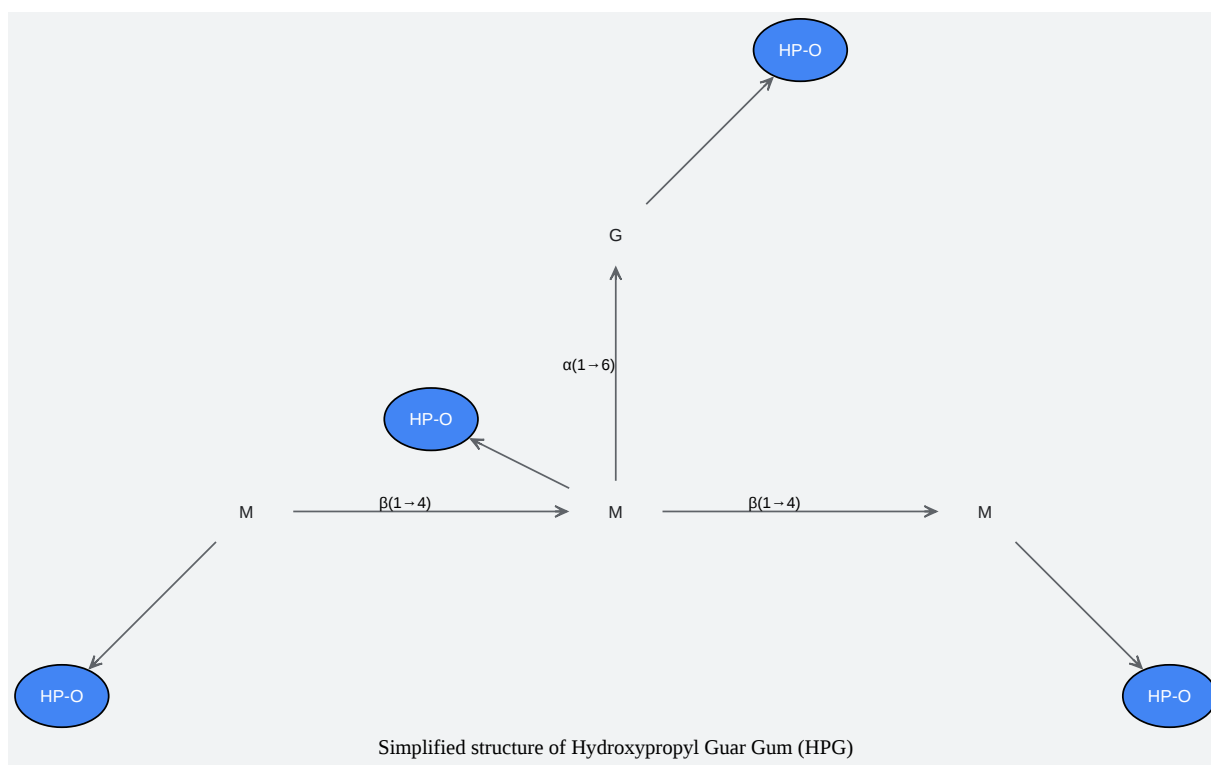 HP-O
G
α(1→6)
HP-O
M
β(1→4)
M
β(1→4)
M
HP-O
HP-O
Simplified structure of Hydroxypropyl Guar Gum (HPG)